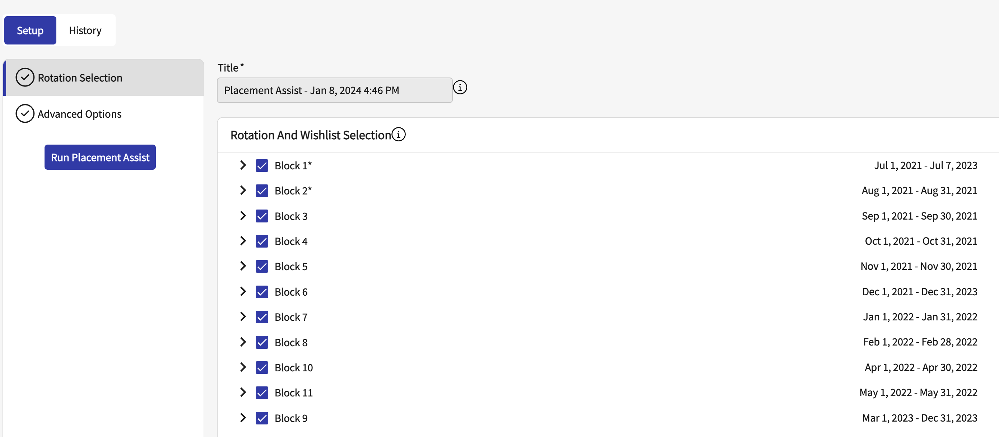 Setup
History
Rotation Selection
Advanced Options
Run Placement Assist
Title*
Placement Assist - Jan 8, 2024 4:46 PM
Rotation And Wishlist Selection
Block 1* Jul 1, 2021 - Jul 7, 2023
Block 2* Aug 1, 2021 - Aug 31, 2021
Block 3 Sep 1, 2021 - Sep 30, 2021
Block 4 Oct 1, 2021 - Oct 31, 2021
Block 5 Nov 1, 2021 - Nov 30, 2021
Block 6 Dec 1, 2021 - Dec 31, 2023
Block 7 Jan 1, 2022 - Jan 31, 2022
Block 8 Feb 1, 2022 - Feb 28, 2022
Block 10 Apr 1, 2022 - Apr 30, 2022
Block 11 May 1, 2022 - May 31, 2022
Block 9 Mar 1, 2023 - Dec 31, 2023